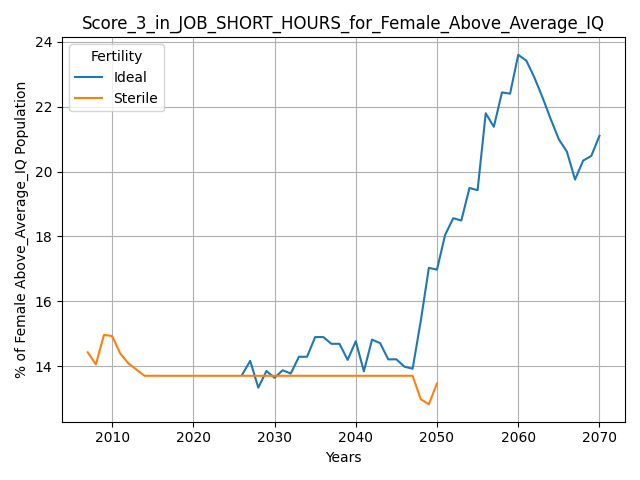 Score_3_in_JOB_SHORT_HOURS_for_Female_Above_Average_IQ
% of Female Above_Average_IQ Population
24
22
20
18
16
14
Fertility
Ideal
Sterile
2010 2020 2030 2040 2050 2060 2070
Years